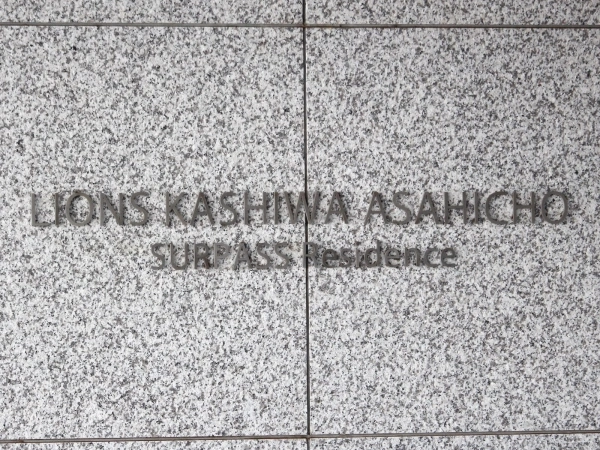 LIONS KASHIWA ASAHICHO
SURPASS Residence